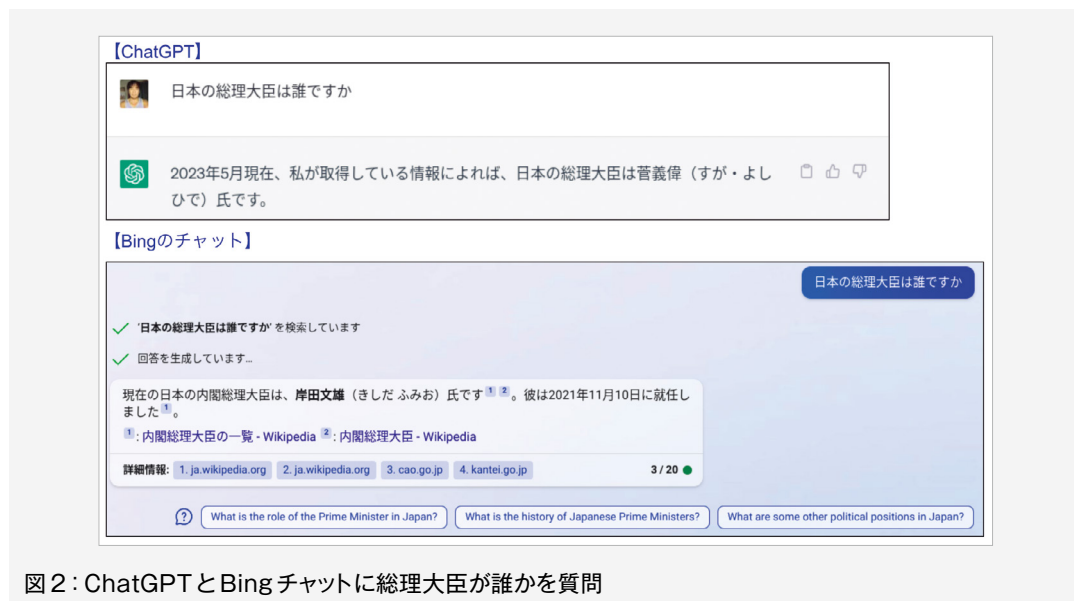 【ChatGPT】
日本の総理大臣は誰ですか
2023年5月現在、私が取得している情報によれば、日本の総理大臣は菅義偉（すが・よし
ひで）氏です。
【Bingのチャット】
日本の総理大臣は誰ですか
'日本の総理大臣は誰ですか' を検索しています
回答を生成しています...
現在の日本の内閣総理大臣は、岸田文雄（きしだ ふみお）氏です 1 2 。彼は2021年11月10日に就任し
ました 1 。
1 : 内閣総理大臣の一覧 - Wikipedia 2 : 内閣総理大臣 - Wikipedia
詳細情報: 1. ja.wikipedia.org 2. ja.wikipedia.org 3. cao.go.jp 4. kantei.go.jp 3 / 20
What is the role of the Prime Minister in Japan? What is the history of Japanese Prime Ministers? What are some other political positions in Japan?
図2：ChatGPTとBingチャットに総理大臣が誰かを質問